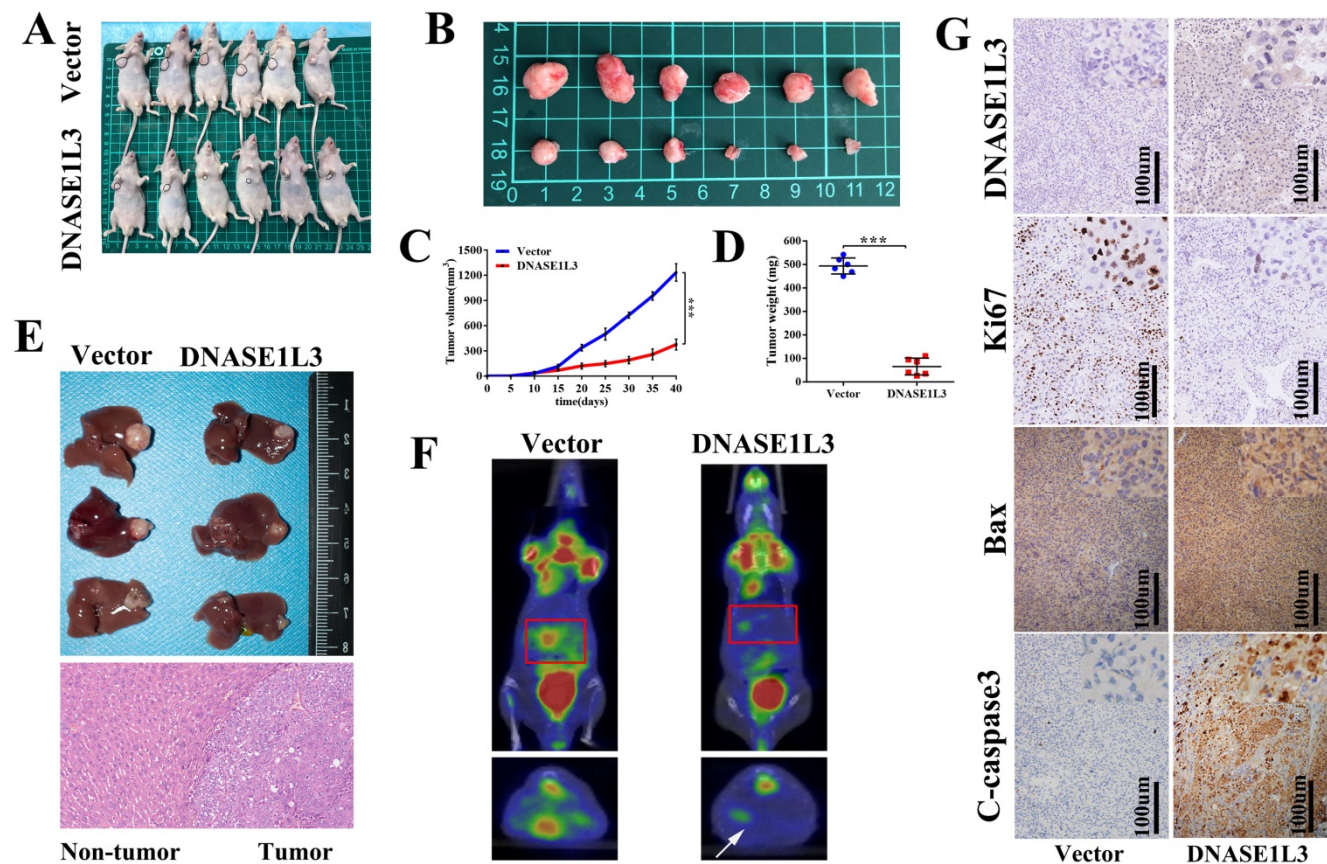 A
Vector
DNASE1L3
B
4
15
16
17
18
19
0 1 2 3 4 5 6 7 8 9 10 11 12
C
Tumor volume(mm³)
1500
1200
900
600
300
0
0 5 10 15 20 25 30 35 40
time(days)
Vector
DNASE1L3
***
D
Tumor weight (mg)
600
500
400
300
200
100
0
***
Vector DNASE1L3
E
Vector DNASE1L3
1
2
3
4
5
6
7
8
Non-tumor Tumor
F
Vector DNASE1L3
G
DNASE1L3
100um 100um
Ki67
100um 100um
Bax
100um 100um
C-caspase3
100um 100um
Vector DNASE1L3